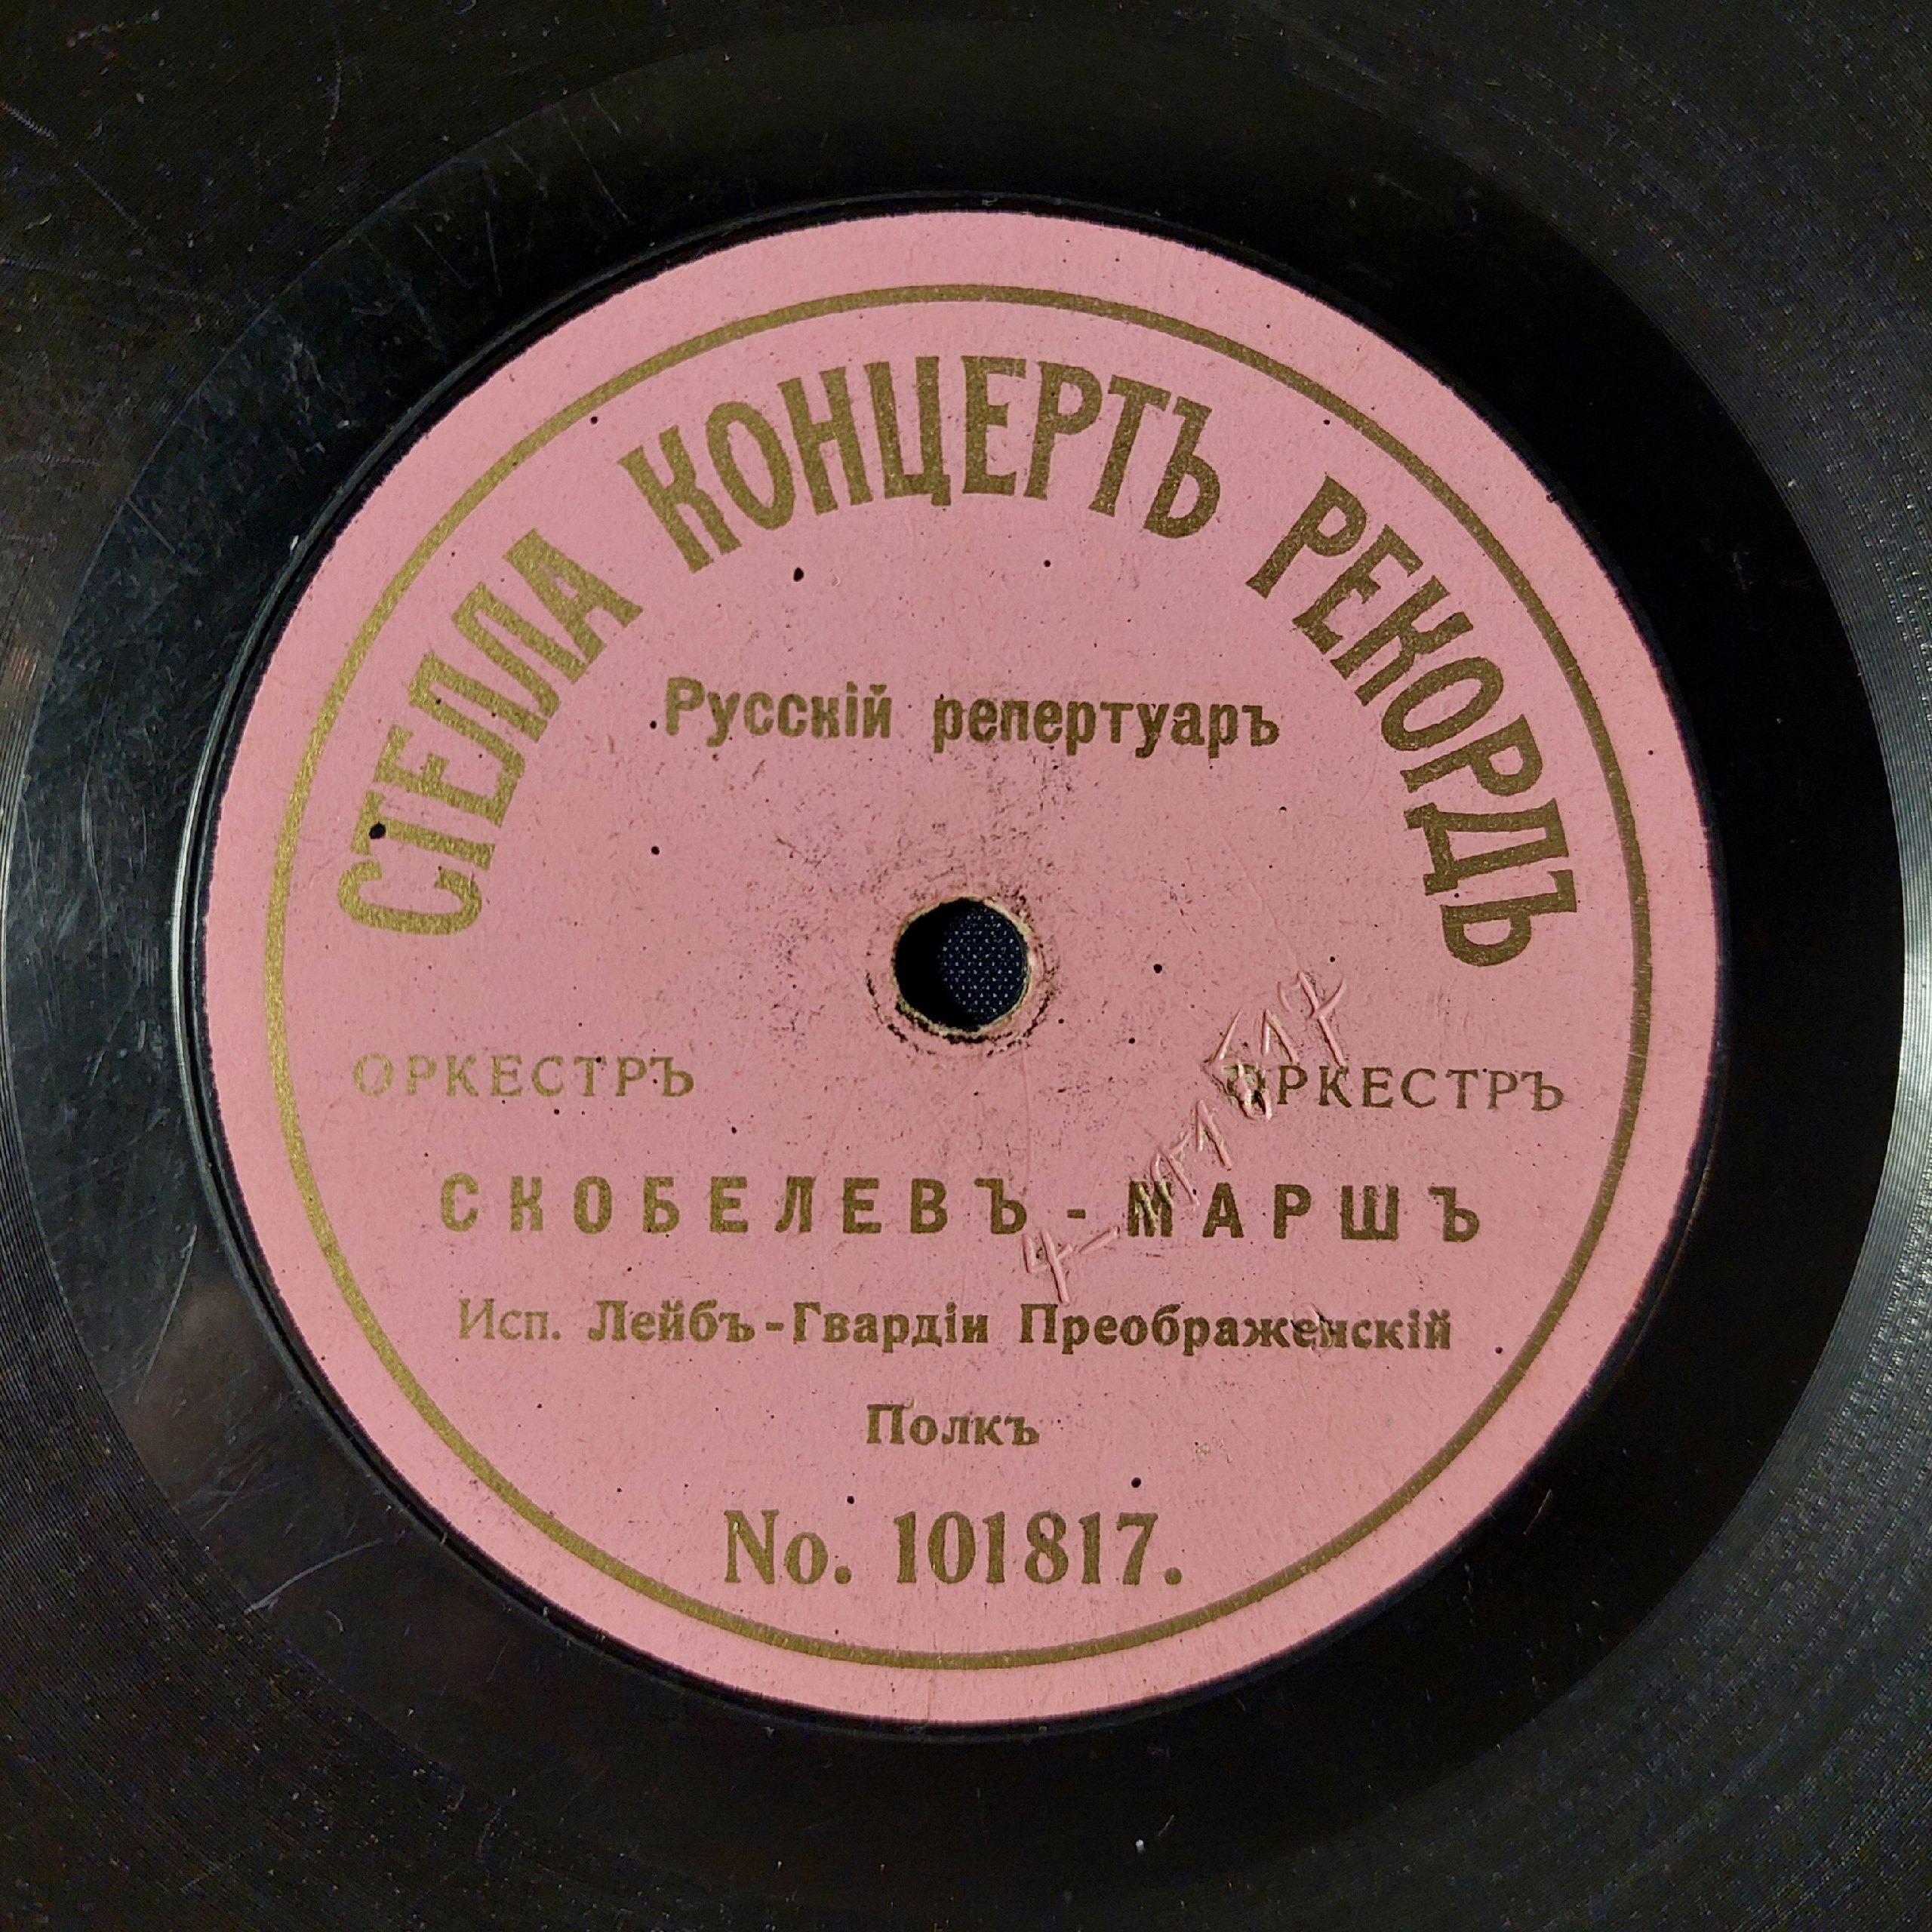 СТЕЛЛА КОНЦЕРТЪ РЕКОРДЪ
Русскій репертуаръ
ОРКЕСТРЪ ОРКЕСТРЪ
СКОБЕЛЕВЪ-МАРШЪ
Исп. Лейбъ-Гвардіи Преображенскій
Полкъ
No. 101817.